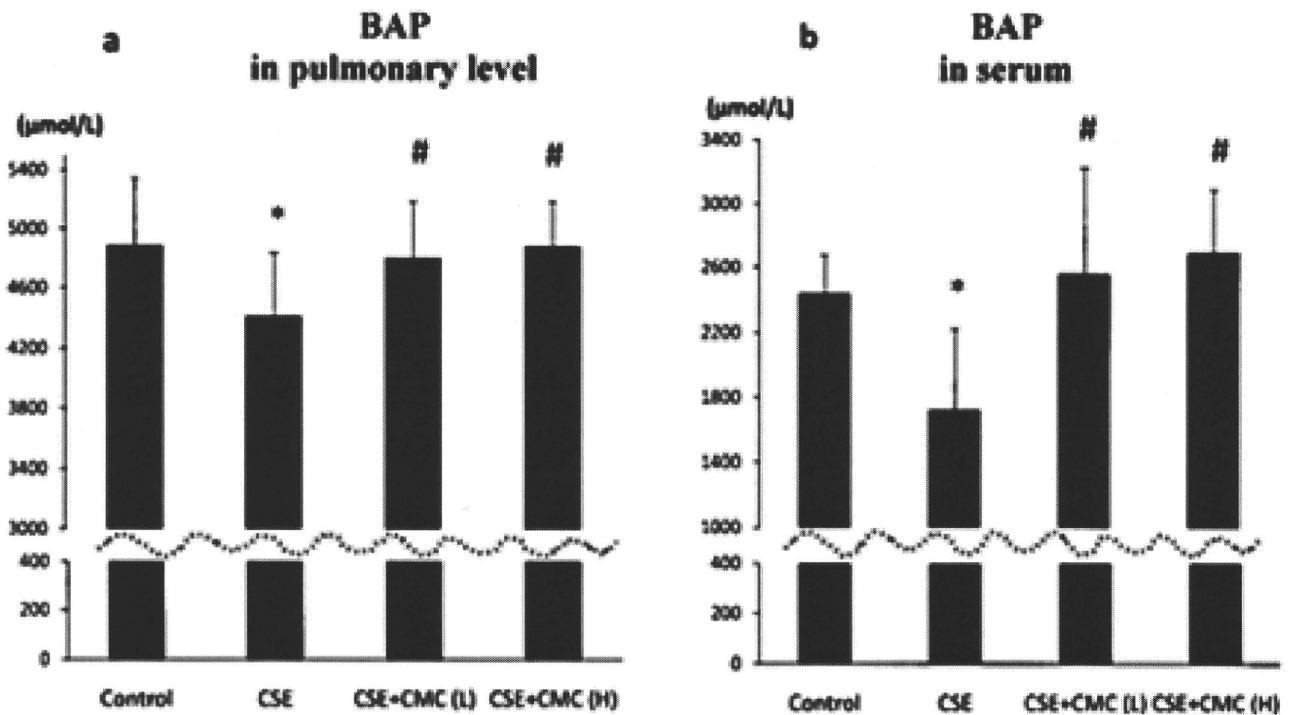 a
BAP
in pulmonary level
(μmol/L)
5400
5000
4600
4200
3800
3400
3000
400
200
0
*
#
#
Control
CSE
CSE+CMC (L)
CSE+CMC (H)
b
BAP
in serum
(μmol/L)
3400
3000
2600
2200
1800
1400
1000
400
200
0
*
#
#
Control
CSE
CSE+CMC (L)
CSE+CMC (H)